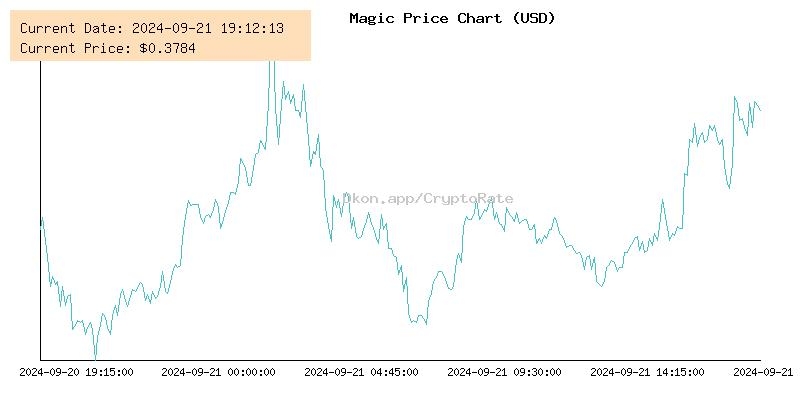 Magic Price Chart (USD)
Current Date: 2024-09-21 19:12:13
Current Price: $0.3784
Dkon.app/CryptoRate
2024-09-20 19:15:00 2024-09-21 00:00:00 2024-09-21 04:45:00 2024-09-21 09:30:00 2024-09-21 14:15:00 2024-09-21